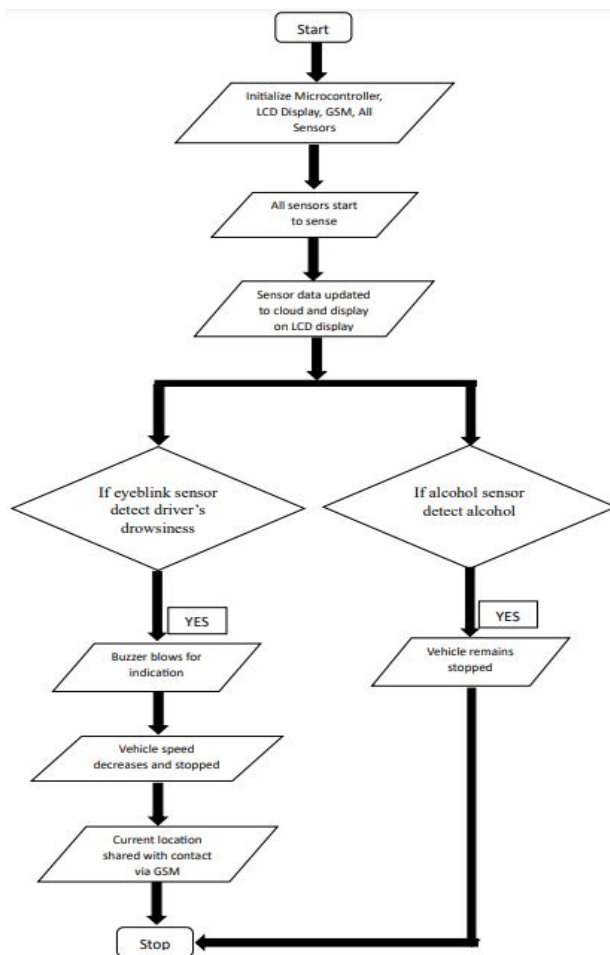 Start
Initialize Microcontroller,
LCD Display, GSM, All
Sensors
All sensors start
to sense
Sensor data updated
to cloud and display
on LCD display
If eyeblink sensor
detect driver's
drowsiness
If alcohol sensor
detect alcohol
YES
YES
Buzzer blows for
indication
Vehicle remains
stopped
Vehicle speed
decreases and stopped
Current location
shared with contact
via GSM
Stop